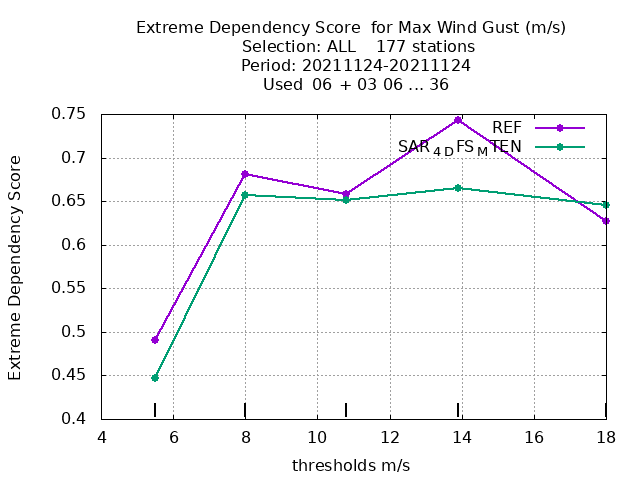 Extreme Dependency Score  for Max Wind Gust (m/s)
Selection: ALL    177 stations
Period: 20211124-20211124
Used  06 + 03 06 ... 36
Extreme Dependency Score
0.75
0.7
0.65
0.6
0.55
0.5
0.45
0.4
REF
SAR4DFSMTEN
4 6 8 10 12 14 16 18
thresholds m/s